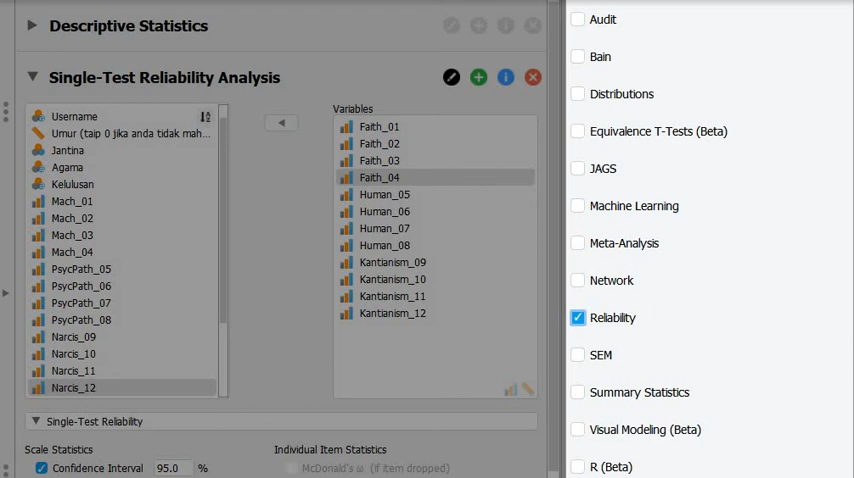 Descriptive Statistics
Single-Test Reliability Analysis
Username
Umur (taip 0 jika anda tidak mah...
Jantina
Agama
Kelulusan
Mach_01
Mach_02
Mach_03
Mach_04
PsycPath_05
PsycPath_06
PsycPath_07
PsycPath_08
Narcis_09
Narcis_10
Narcis_11
Narcis_12
Variables
Faith_01
Faith_02
Faith_03
Faith_04
Human_05
Human_06
Human_07
Human_08
Kantianism_09
Kantianism_10
Kantianism_11
Kantianism_12
Single-Test Reliability
Scale Statistics
Confidence Interval 95.0 %
Individual Item Statistics
McDonald's ω (if item dropped)
Audit
Bain
Distributions
Equivalence T-Tests (Beta)
JAGS
Machine Learning
Meta-Analysis
Network
Reliability
SEM
Summary Statistics
Visual Modeling (Beta)
R (Beta)